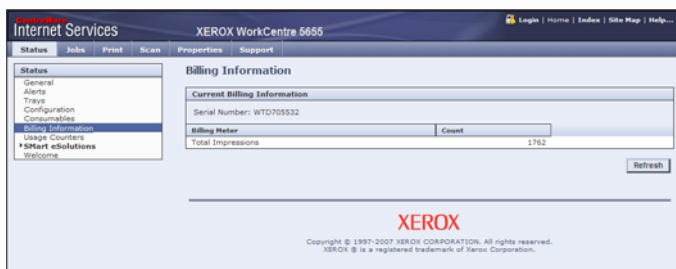 CentreWare
Internet Services
XEROX WorkCentre 5655
Login | Home | Index | Site Map | Help...
Status Jobs Print Scan Properties Support
Status
General
Alerts
Trays
Configuration
Consumables
Billing Information
Usage Counters
SMart eSolutions
Welcome
Billing Information
Current Billing Information
Serial Number: WTD705532
Billing Meter Count
Total Impressions 1762
Refresh
XEROX
Copyright © 1997-2007 XEROX CORPORATION. All rights reserved.
XEROX ® is a registered trademark of Xerox Corporation.